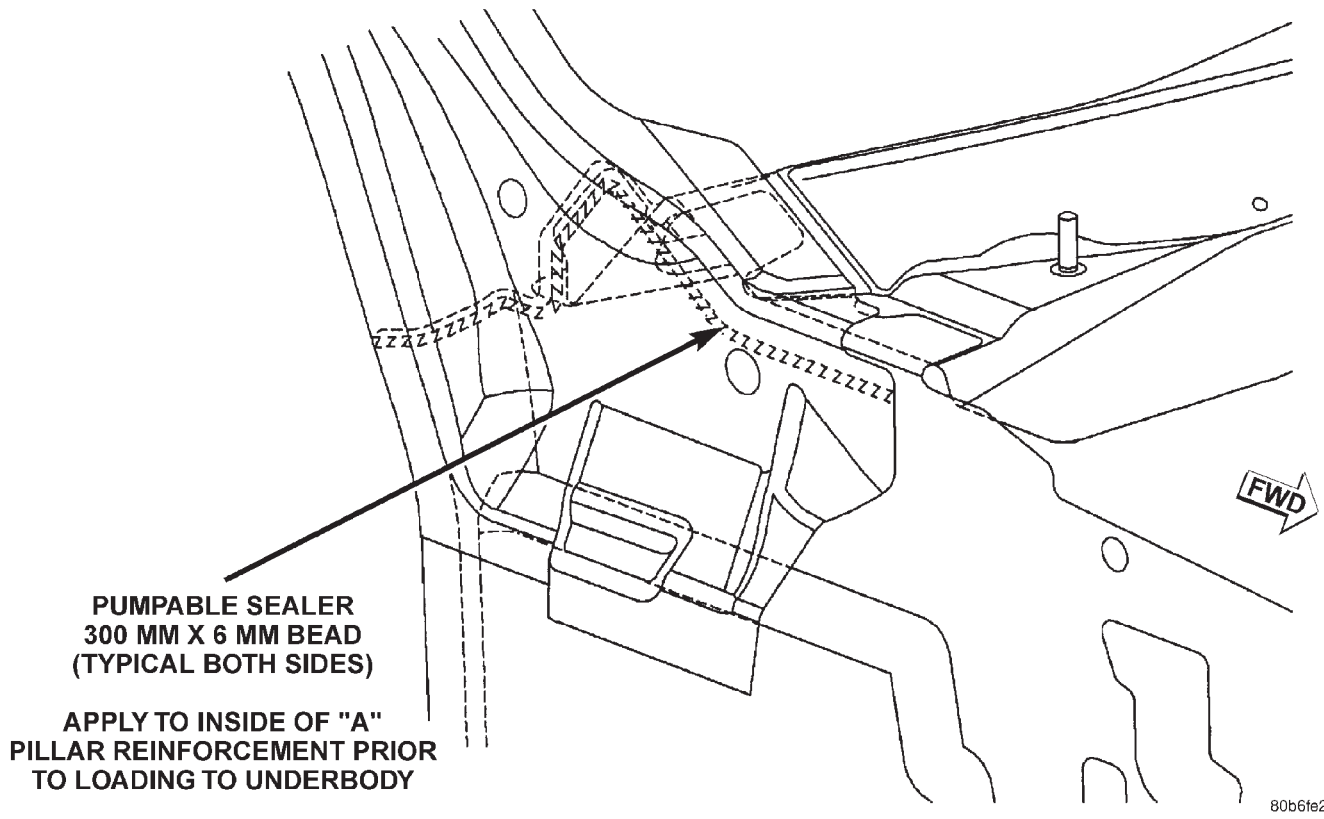 FWD
PUMPABLE SEALER
300 MM X 6 MM BEAD
(TYPICAL BOTH SIDES)
APPLY TO INSIDE OF "A"
PILLAR REINFORCEMENT PRIOR
TO LOADING TO UNDERBODY
80b6fe2